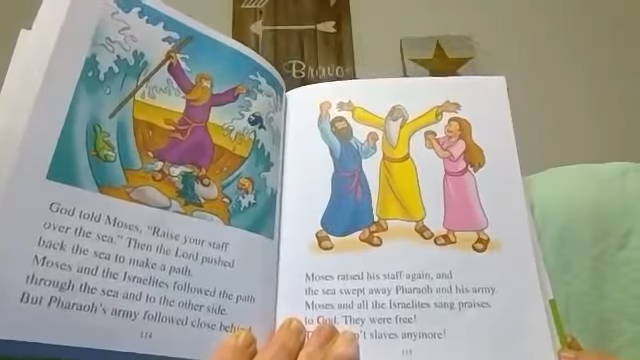 Bravo
God told Moses, "Raise your staff
over the sea." Then the Lord pushed
back the sea to make a path.
Moses and the Israelites followed the path
through the sea and to the other side.
But Pharaoh's army followed close behind
114
Moses raised his staff again, and
the sea swept away Pharaoh and his army.
Moses and all the Israelites sang praises
to God. They were free!
slaves anymore!
115